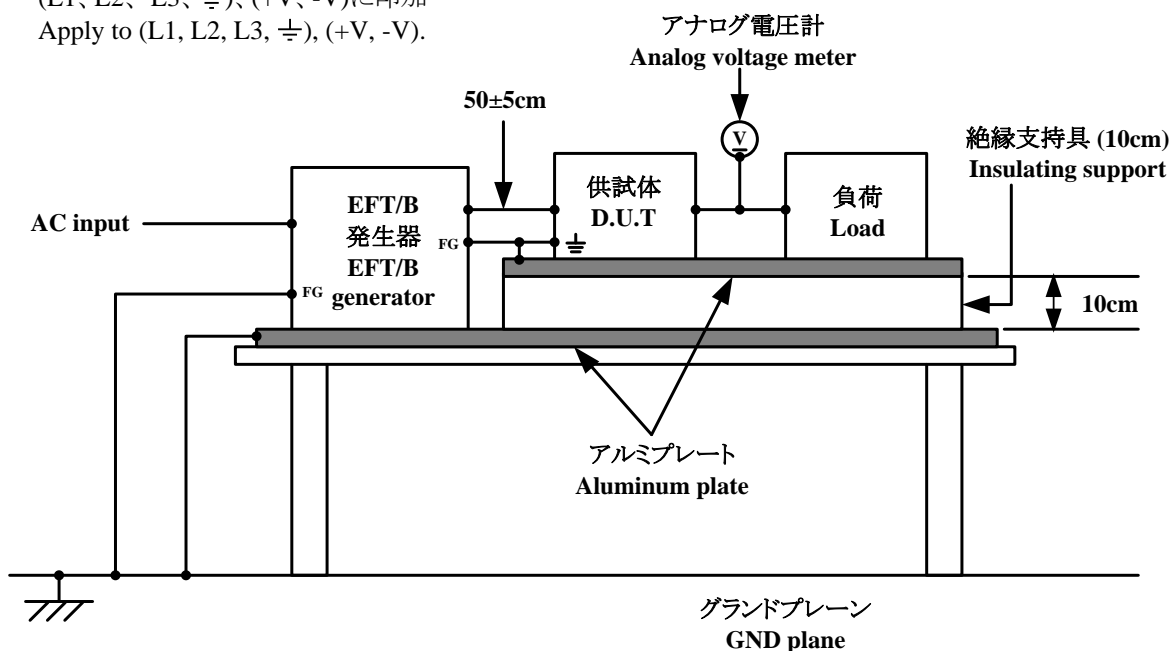 (L1、L2、 L3、⏚)、(+V、-V)に印加
Apply to (L1, L2, L3, ⏚), (+V, -V).
アナログ電圧計
Analog voltage meter
50±5cm
V
絶縁支持具 (10cm)
Insulating support
供試体
D.U.T
負荷
Load
AC input
EFT/B
発生器
EFT/B
generator
FG
FG
10cm
アルミプレート
Aluminum plate
グランドプレーン
GND plane